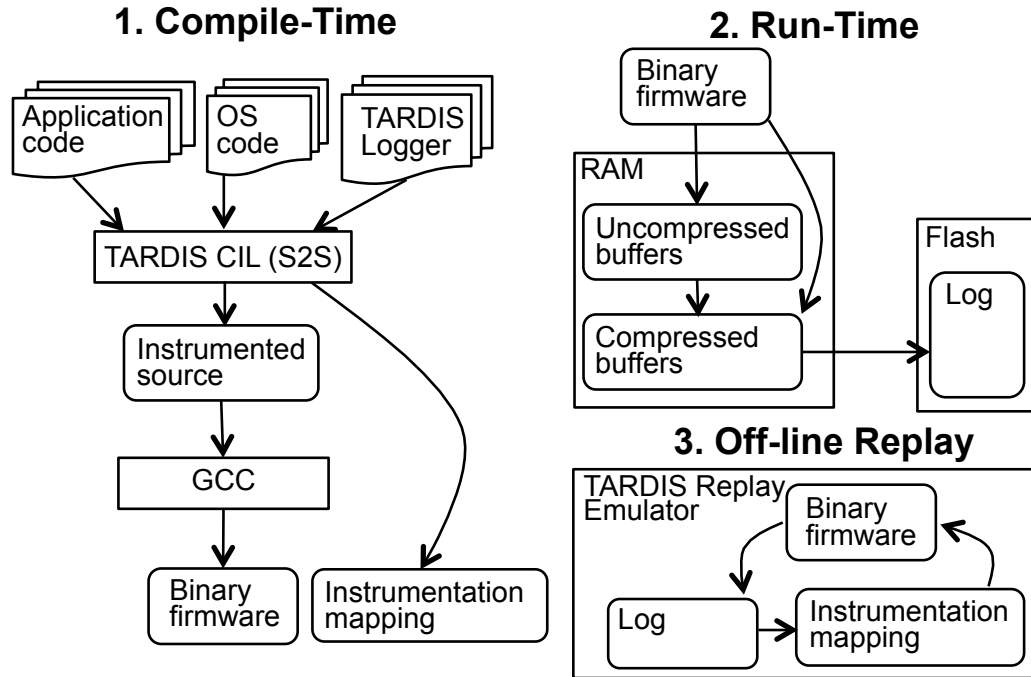 1. Compile-Time
Application
code
OS
code
TARDIS
Logger
TARDIS CIL (S2S)
Instrumented
source
GCC
Binary
firmware
Instrumentation
mapping
2. Run-Time
Binary
firmware
RAM
Uncompressed
buffers
Compressed
buffers
Flash
Log
3. Off-line Replay
TARDIS Replay
Emulator
Binary
firmware
Log
Instrumentation
mapping